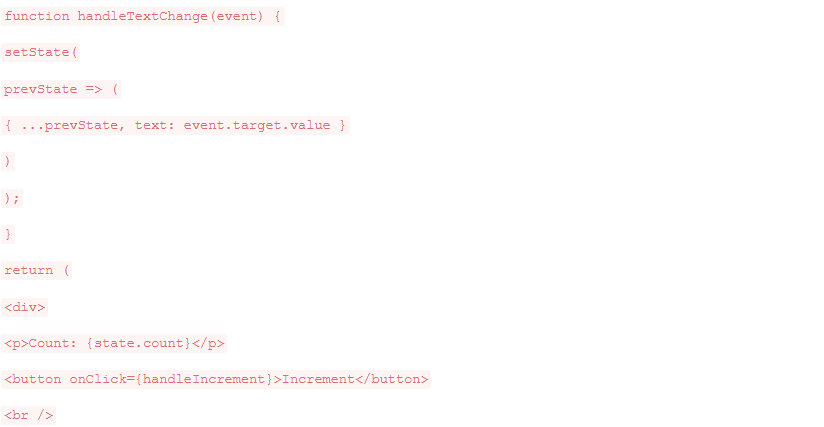 function handleTextChange(event) {
setState(
prevState => (
{ ...prevState, text: event.target.value }
)
);
}
return (
<div>
<p>Count: {state.count}</p>
<button onClick={handleIncrement}>Increment</button>
<br />